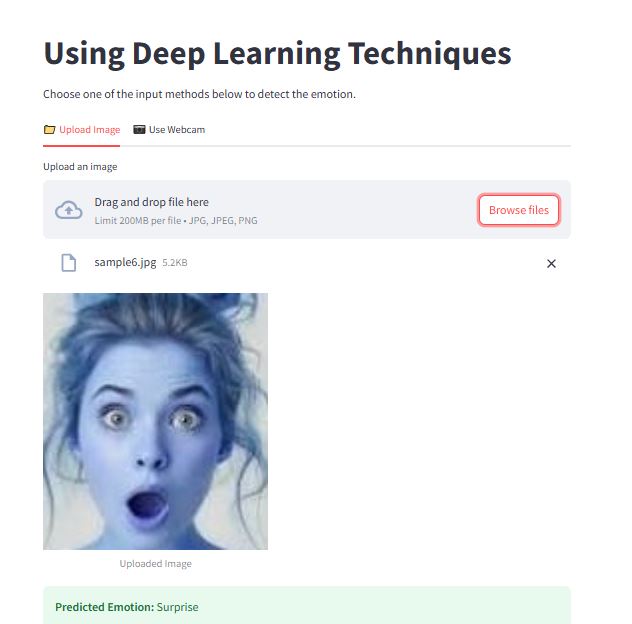 Using Deep Learning Techniques
Choose one of the input methods below to detect the emotion.
Upload Image Use Webcam
Upload an image
Drag and drop file here
Limit 200MB per file • JPG, JPEG, PNG
Browse files
sample6.jpg 5.2KB
Uploaded Image
Predicted Emotion: Surprise